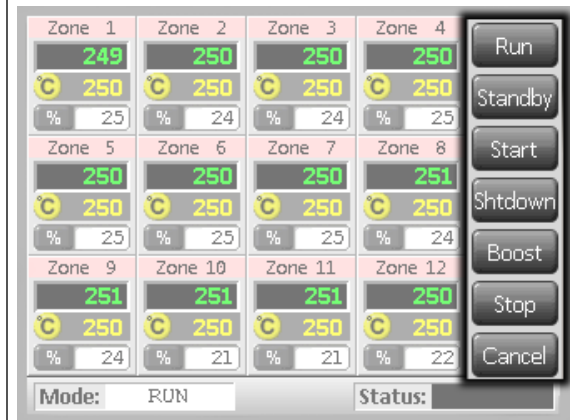 Zone 1 Zone 2 Zone 3 Zone 4 Run
249 250 250 250
°C 250 °C 250 °C 250 °C 250 Standby
% 25 % 24 % 24 % 25
Zone 5 Zone 6 Zone 7 Zone 8 Start
250 250 250 251
°C 250 °C 250 °C 250 °C 250 Shtdown
% 25 % 25 % 25 % 24
Zone 9 Zone 10 Zone 11 Zone 12 Boost
251 251 251 250 Stop
°C 250 °C 250 °C 250 °C 250
% 24 % 21 % 21 % 22 Cancel
Mode: RUN Status: